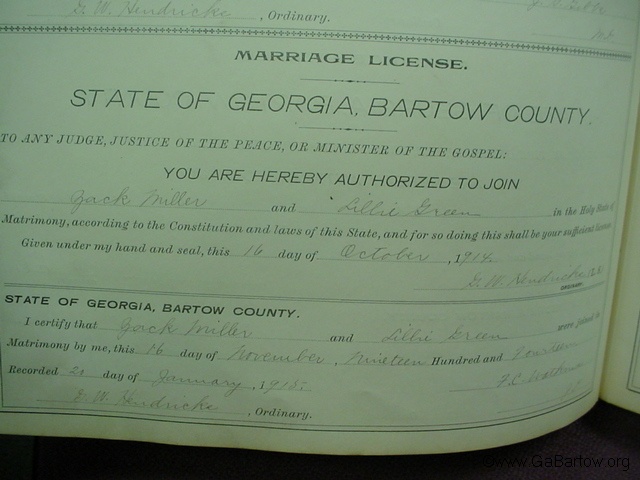 G. W. Hendricks, Ordinary.
MARRIAGE LICENSE.
STATE OF GEORGIA, BARTOW COUNTY.
TO ANY JUDGE, JUSTICE OF THE PEACE, OR MINISTER OF THE GOSPEL:
YOU ARE HEREBY AUTHORIZED TO JOIN
Jack Miller and Lillie Green in the Holy State of
Matrimony, according to the Constitution and laws of this State, and for so doing this shall be your sufficient license
Given under my hand and seal, this 16 day of October, 1914.
G. W. Hendricks
STATE OF GEORGIA, BARTOW COUNTY.
I certify that Jack Miller and Lillie Green were joined in
Matrimony by me, this 16 day of November, Nineteen Hundred and Fourteen
Recorded day of January, 1915. F. C.
G. W. Hendricks, Ordinary.
www.GaBartow.org